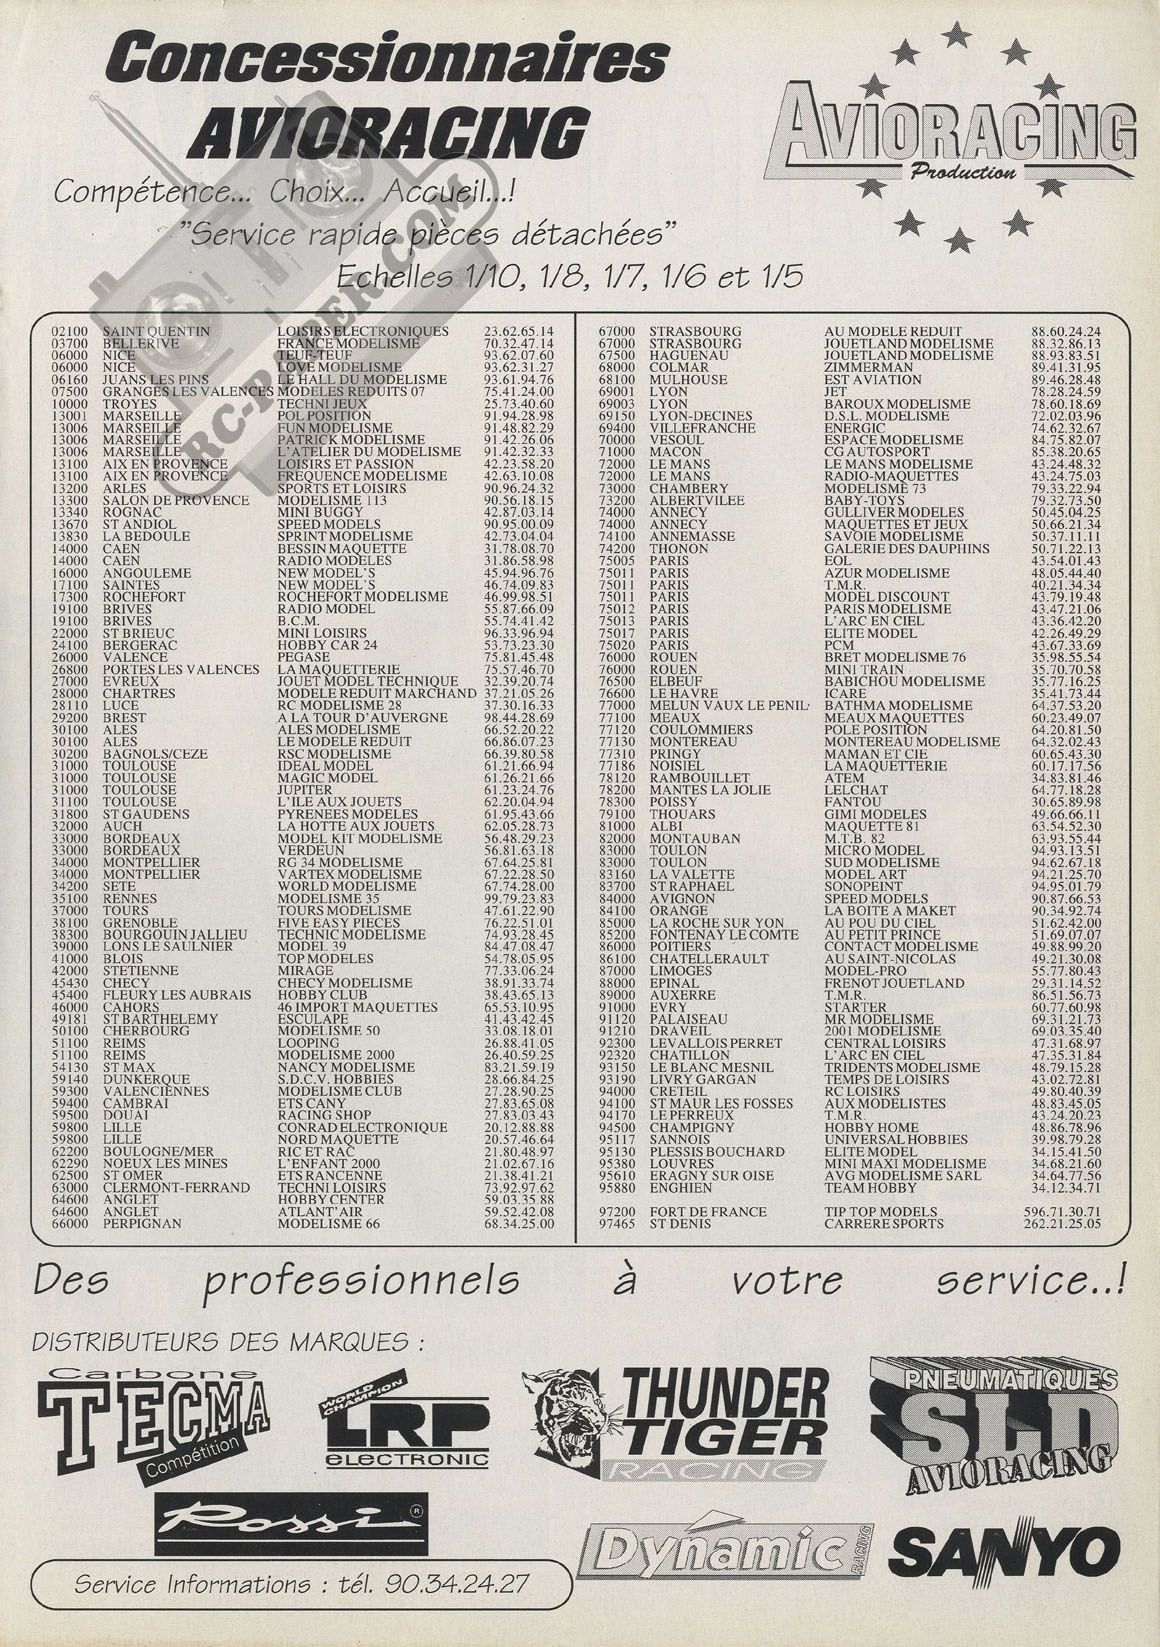 Concessionnaires
AVIORACING
AVIORACING
Production
Compétence... Choix... Accueil...!
"Service rapide pièces détachées"
Echelles 1/10, 1/8, 1/7, 1/6 et 1/5
RC-PAPER.COM
02100 SAINT QUENTIN LOISIRS ELECTRONIQUES 23.62.65.14
03700 BELLERIVE FRANCE MODELISME 70.32.47.14
06000 NICE TEUF-TEUF 93.62.07.60
06000 NICE LOVE MODELISME 93.62.31.27
06160 JUANS LES PINS LE HALL DU MODELISME 93.61.94.76
07500 GRANGES LES VALENCES MODELES REDUITS 07 75.41.24.00
10000 TROYES TECHNI JEUX 25.73.40.60
13001 MARSEILLE POL POSITION 91.94.28.98
13006 MARSEILLE FUN MODELISME 91.48.82.29
13006 MARSEILLE PATRICK MODELISME 91.42.26.06
13006 MARSEILLE L'ATELIER DU MODELISME 91.42.32.33
13100 AIX EN PROVENCE LOISIRS ET PASSION 42.23.58.20
13100 AIX EN PROVENCE FREQUENCE MODELISME 42.63.10.08
13200 ARLES SPORTS ET LOISIRS 90.96.24.32
13300 SALON DE PROVENCE MODELISME 113 90.56.18.15
13340 ROGNAC MINI BUGGY 42.87.03.14
13670 ST ANDIOL SPEED MODELS 90.95.00.09
13830 LA BEDOULE SPRINT MODELISME 42.73.04.04
14000 CAEN BESSIN MAQUETTE 31.78.08.70
14000 CAEN RADIO MODELES 31.86.58.98
16000 ANGOULEME NEW MODEL'S 45.94.96.76
17100 SAINTES NEW MODEL'S 46.74.09.83
17300 ROCHEFORT ROCHEFORT MODELISME 46.99.98.51
19100 BRIVES RADIO MODEL 55.87.66.09
19100 BRIVES B.C.M. 55.74.41.42
22000 ST BRIEUC MINI LOISIRS 96.33.96.94
24100 BERGERAC HOBBY CAR 24 53.73.23.30
26000 VALENCE PEGASE 75.81.45.48
26800 PORTES LES VALENCES LA MAQUETTERIE 75.57.46.70
27000 EVREUX JOUET MODEL TECHNIQUE 32.39.20.74
28000 CHARTRES MODELE REDUIT MARCHAND 37.21.05.26
28110 LUCE RC MODELISME 28 37.30.16.33
29200 BREST A LA TOUR D'AUVERGNE 98.44.28.69
30100 ALES ALES MODELISME 66.52.20.22
30100 ALES LE MODELE REDUIT 66.86.07.23
30200 BAGNOLS/CEZE RSC MODELISME 66.39.80.58
31000 TOULOUSE IDEAL MODEL 61.21.66.94
31000 TOULOUSE MAGIC MODEL 61.26.21.66
31000 TOULOUSE JUPITER 61.23.24.76
31100 TOULOUSE L'ILE AUX JOUETS 62.20.04.94
31800 ST GAUDENS PYRENEES MODELES 61.95.43.66
32000 AUCH LA HOTTE AUX JOUETS 62.05.28.73
33000 BORDEAUX MODEL KIT MODELISME 56.48.29.23
33000 BORDEAUX VERDEUN 56.81.63.18
34000 MONTPELLIER RG 34 MODELISME 67.64.25.81
34000 MONTPELLIER VARTEX MODELISME 67.22.28.50
34200 SETE WORLD MODELISME 67.74.28.00
35100 RENNES MODELISME 35 99.79.23.83
37000 TOURS TOURS MODELISME 47.61.22.90
38100 GRENOBLE FIVE EASY PIECES 76.22.51.01
38300 BOURGOUIN JALLIEU TECHNIC MODELISME 74.93.28.45
39000 LONS LE SAULNIER MODEL 39 84.47.08.47
41000 BLOIS TOP MODELES 54.78.05.95
42000 STETIENNE MIRAGE 77.33.06.24
45430 CHECY CHECY MODELISME 38.91.33.74
45400 FLEURY LES AUBRAIS HOBBY CLUB 38.43.65.13
46000 CAHORS 46 IMPORT MAQUETTES 65.53.10.95
49181 ST BARTHELEMY ESCULAPE 41.43.42.45
50100 CHERBOURG MODELISME 50 33.08.18.01
51100 REIMS LOOPING 26.88.41.05
51100 REIMS MODELISME 2000 26.40.59.25
54130 ST MAX NANCY MODELISME 83.21.59.19
59140 DUNKERQUE S.D.C.V. HOBBIES 28.66.84.25
59300 VALENCIENNES MODELISME CLUB 27.28.90.25
59400 CAMBRAI ETS CANY 27.83.65.08
59500 DOUAI RACING SHOP 27.83.03.43
59800 LILLE CONRAD ELECTRONIQUE 20.12.88.88
59800 LILLE NORD MAQUETTE 20.57.46.64
62200 BOULOGNE/MER RIC ET RAC 21.80.48.97
62290 NOEUX LES MINES L'ENFANT 2000 21.02.67.16
62500 ST OMER ETS RANCENNE 21.38.41.21
63000 CLERMONT-FERRAND TECHNI LOISIRS 73.92.97.62
64600 ANGLET HOBBY CENTER 59.03.35.88
64600 ANGLET ATLANT'AIR 59.52.42.08
66000 PERPIGNAN MODELISME 66 68.34.25.00
67000 STRASBOURG AU MODELE REDUIT 88.60.24.24
67000 STRASBOURG JOUETLAND MODELISME 88.32.86.13
67500 HAGUENAU JOUETLAND MODELISME 88.93.83.51
68000 COLMAR ZIMMERMAN 89.41.31.95
68100 MULHOUSE EST AVIATION 89.46.28.48
69001 LYON JET 78.28.24.59
69003 LYON BAROUX MODELISME 78.60.18.69
69150 LYON-DECINES D.S.L. MODELISME 72.02.03.96
69400 VILLEFRANCHE ENERGIC 74.62.32.67
70000 VESOUL ESPACE MODELISME 84.75.82.07
71000 MACON CG AUTOSPORT 85.38.20.65
72000 LE MANS LE MANS MODELISME 43.24.48.32
72000 LE MANS RADIO-MAQUETTES 43.24.75.03
73000 CHAMBERY MODELISME 73 79.33.22.94
73200 ALBERTVILEE BABY-TOYS 79.32.73.50
74000 ANNECY GULLIVER MODELES 50.45.04.25
74000 ANNECY MAQUETTES ET JEUX 50.66.21.34
74100 ANNEMASSE SAVOIE MODELISME 50.37.11.11
74200 THONON GALERIE DES DAUPHINS 50.71.22.13
75005 PARIS EOL 43.54.01.43
75011 PARIS AZUR MODELISME 48.05.44.40
75011 PARIS T.M.R. 40.21.34.34
75011 PARIS MODEL DISCOUNT 43.79.19.48
75012 PARIS PARIS MODELISME 43.47.21.06
75013 PARIS L'ARC EN CIEL 43.36.42.20
75017 PARIS ELITE MODEL 42.26.49.29
75020 PARIS PCM 43.67.33.69
76000 ROUEN BRET MODELISME 76 35.98.55.54
76000 ROUEN MINI TRAIN 35.70.70.58
76500 ELBEUF BABICHOU MODELISME 35.77.16.25
76600 LE HAVRE ICARE 35.41.73.44
77000 MELUN VAUX LE PENIL· BATHMA MODELISME 64.37.53.20
77100 MEAUX MEAUX MAQUETTES 60.23.49.07
77120 COULOMMIERS POLE POSITION 64.20.81.50
77130 MONTEREAU MONTEREAU MODELISME 64.32.02.43
77310 PRINGY MAMAN ET CIE 60.65.43.30
77186 NOISIEL LA MAQUETTERIE 60.17.17.56
78120 RAMBOUILLET ATEM 34.83.81.46
78200 MANTES LA JOLIE LELCHAT 64.77.18.28
78300 POISSY FANTOU 30.65.89.98
79100 THOUARS GIMI MODELES 49.66.66.11
81000 ALBI MAQUETTE 81 63.54.52.30
82000 MONTAUBAN M.T.B. 82 63.93.55.44
83000 TOULON MICRO MODEL 94.93.13.51
83000 TOULON SUD MODELISME 94.62.67.18
83160 LA VALETTE MODEL ART 94.21.25.70
83700 ST RAPHAEL SONOPEINT 94.95.01.79
84000 AVIGNON SPEED MODELS 90.87.66.53
84100 ORANGE LA BOITE A MAKET 90.34.92.74
85000 LA ROCHE SUR YON AU POU DU CIEL 51.62.42.00
85200 FONTENAY LE COMTE AU PETIT PRINCE 51.69.07.07
86000 POITIERS CONTACT MODELISME 49.88.99.20
86100 CHATELLERAULT AU SAINT-NICOLAS 49.21.30.08
87000 LIMOGES MODEL-PRO 55.77.80.43
88000 EPINAL FRENOT JOUETLAND 29.31.14.52
89000 AUXERRE T.M.R. 86.51.56.73
91000 EVRY STARTER 60.77.60.98
91120 PALAISEAU MR MODELISME 69.31.21.73
91210 DRAVEIL 2001 MODELISME 69.03.35.40
92300 LEVALLOIS PERRET CENTRAL LOISIRS 47.31.68.97
92320 CHATILLON L'ARC EN CIEL 47.35.31.84
93150 LE BLANC MESNIL TRIDENTS MODELISME 48.79.15.28
93190 LIVRY GARGAN TEMPS DE LOISIRS 43.02.72.81
94000 CRETEIL RC LOISIRS 49.80.40.39
94100 ST MAUR LES FOSSES AUX MODELISTES 48.83.45.05
94170 LE PERREUX T.M.R. 43.24.20.23
94500 CHAMPIGNY HOBBY HOME 48.86.78.96
95117 SANNOIS UNIVERSAL HOBBIES 39.98.79.28
95130 PLESSIS BOUCHARD ELITE MODEL 34.15.41.50
95380 LOUVRES MINI MAXI MODELISME 34.68.21.60
95610 ERAGNY SUR OISE AVG MODELISME SARL 34.64.77.56
95880 ENGHIEN TEAM HOBBY 34.12.34.71
97200 FORT DE FRANCE TIP TOP MODELS 596.71.30.71
97465 ST DENIS CARRERE SPORTS 262.21.25.05
Des professionnels à votre service..!
DISTRIBUTEURS DES MARQUES :
Carbone
TECMA
Compétition
WORLD CHAMPION
LRP
eLECTRONIC
THUNDER
TIGER
RACING
PNEUMATIQUES
SLD
AVIORACING
Rossi ®
Dynamic
RACING
SANYO
Service Informations : tél. 90.34.24.27